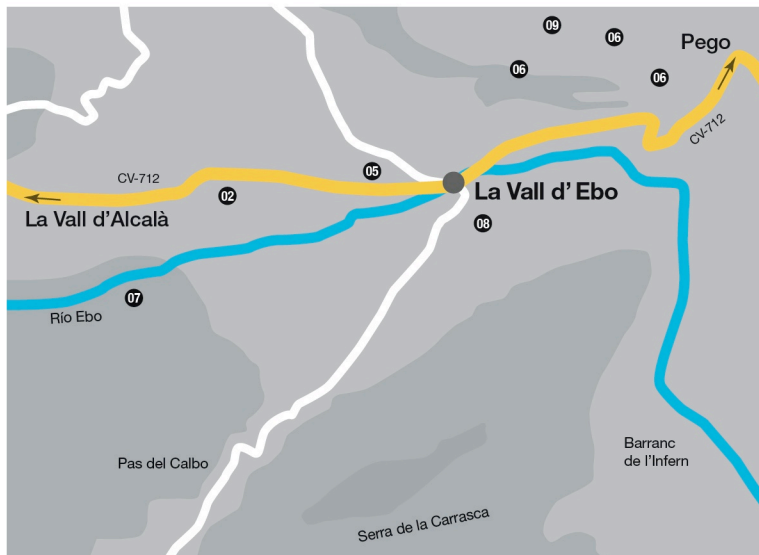 09
06
Pego
06
06
CV-712
05
CV-712
02
La Vall d'Ebo
La Vall d'Alcalà
08
07
Río Ebo
Barranc
de l'Infern
Pas del Calbo
Serra de la Carrasca